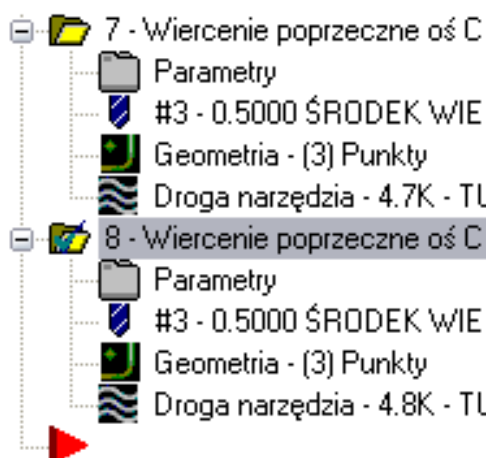 7 - Wiercenie poprzeczne oś C
Parametry
#3 - 0.5000 ŚRODEK WIE
Geometria - (3) Punkty
Droga narzędzia - 4.7K - TU
8 - Wiercenie poprzeczne oś C
Parametry
#3 - 0.5000 ŚRODEK WIE
Geometria - (3) Punkty
Droga narzędzia - 4.8K - TU